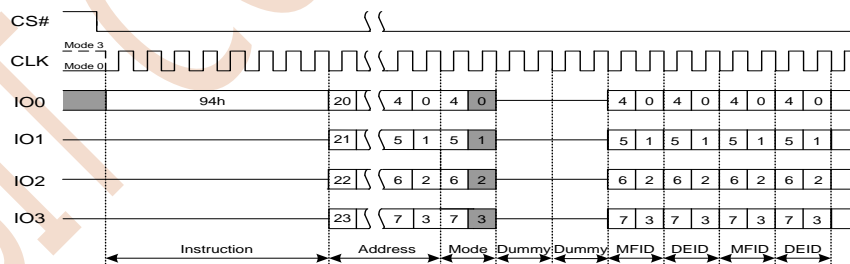 CS#
Mode 3
CLK
Mode 0
IO0 94h 20 4 0 4 0 4 0 4 0 4 0 4 0
IO1 21 5 1 5 1 5 1 5 1 5 1 5 1
IO2 22 6 2 6 2 6 2 6 2 6 2 6 2
IO3 23 7 3 7 3 7 3 7 3 7 3 7 3
Instruction Address Mode Dummy Dummy MFID DEID MFID DEID